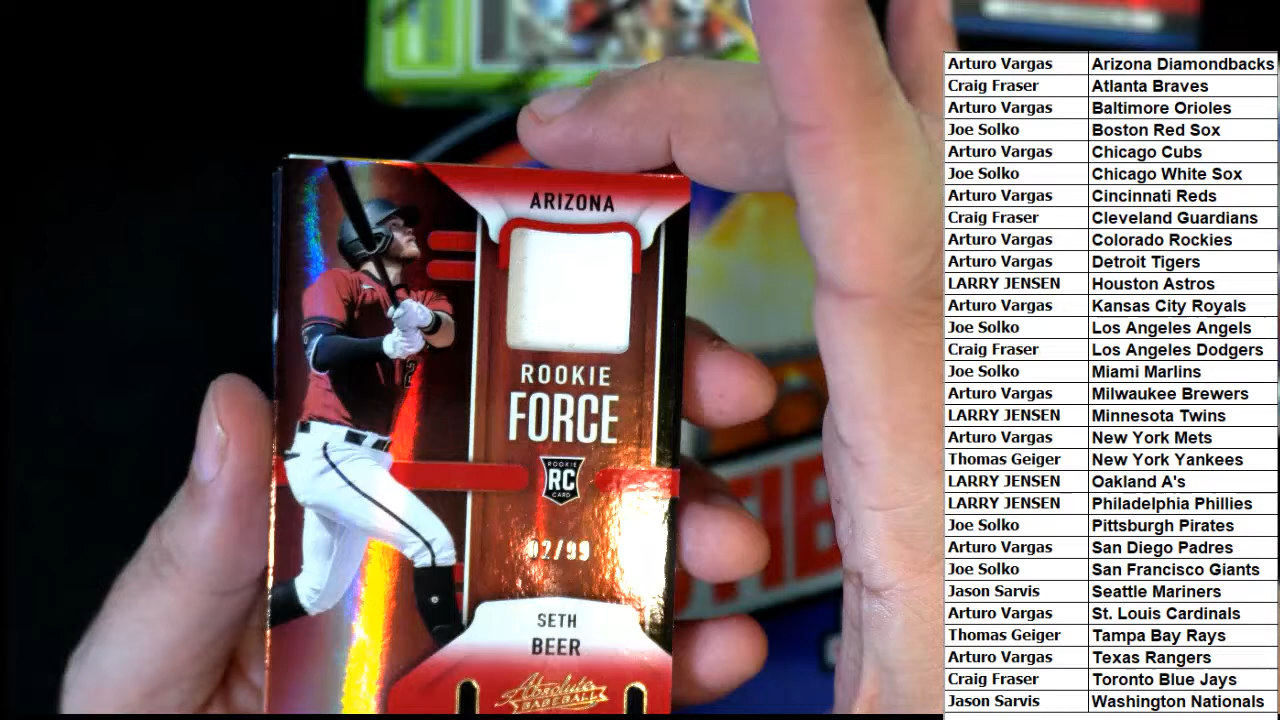 ARIZONA
ROOKIE
FORCE
ROOKIE
RC
CARD
02/99
SETH
BEER
Absolute
BASEBALL
Arturo Vargas Arizona Diamondbacks
Craig Fraser Atlanta Braves
Arturo Vargas Baltimore Orioles
Joe Solko Boston Red Sox
Arturo Vargas Chicago Cubs
Joe Solko Chicago White Sox
Arturo Vargas Cincinnati Reds
Craig Fraser Cleveland Guardians
Arturo Vargas Colorado Rockies
Arturo Vargas Detroit Tigers
LARRY JENSEN Houston Astros
Arturo Vargas Kansas City Royals
Joe Solko Los Angeles Angels
Craig Fraser Los Angeles Dodgers
Joe Solko Miami Marlins
Arturo Vargas Milwaukee Brewers
LARRY JENSEN Minnesota Twins
Arturo Vargas New York Mets
Thomas Geiger New York Yankees
LARRY JENSEN Oakland A's
LARRY JENSEN Philadelphia Phillies
Joe Solko Pittsburgh Pirates
Arturo Vargas San Diego Padres
Joe Solko San Francisco Giants
Jason Sarvis Seattle Mariners
Arturo Vargas St. Louis Cardinals
Thomas Geiger Tampa Bay Rays
Arturo Vargas Texas Rangers
Craig Fraser Toronto Blue Jays
Jason Sarvis Washington Nationals